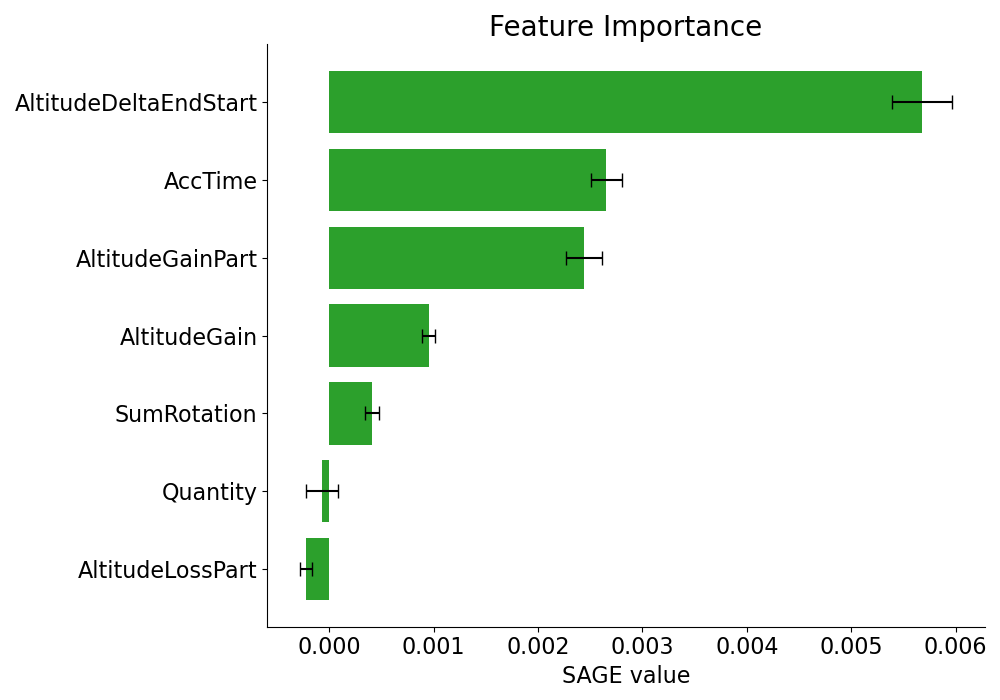 Feature Importance
AltitudeDeltaEndStart
AccTime
AltitudeGainPart
AltitudeGain
SumRotation
Quantity
AltitudeLossPart
0.000 0.001 0.002 0.003 0.004 0.005 0.006
SAGE value